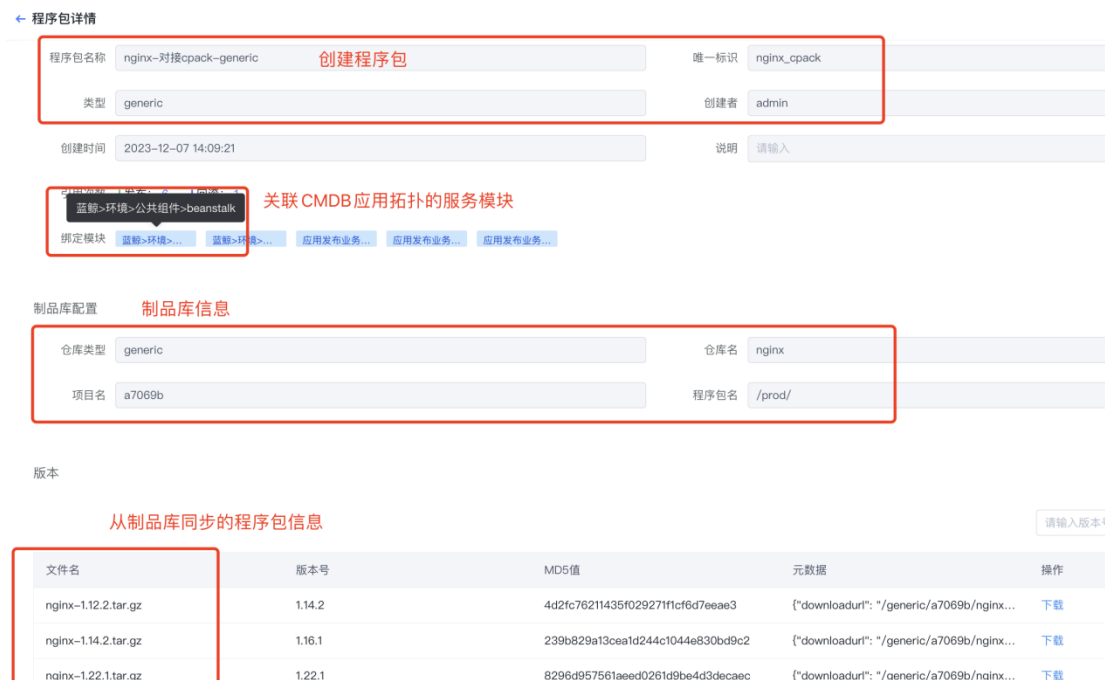 ← 程序包详情
程序包名称 nginx-对接cpack-generic 创建程序包 唯一标识 nginx_cpack
类型 generic 创建者 admin
创建时间 2023-12-07 14:09:21 说明 请输入
蓝鲸>环境>公共组件>beanstalk 关联CMDB应用拓扑的服务模块
绑定模块 蓝鲸>环境>... 蓝鲸>环境>... 应用发布业务... 应用发布业务... 应用发布业务...
制品库配置 制品库信息
仓库类型 generic 仓库名 nginx
项目名 a7069b 程序包名 /prod/
版本
从制品库同步的程序包信息 请输入版本号
文件名 版本号 MD5值 元数据 操作
nginx-1.12.2.tar.gz 1.14.2 4d2fc76211435f029271f1cf6d7eeae3 {"downloadurl": "/generic/a7069b/nginx... 下载
nginx-1.14.2.tar.gz 1.16.1 239b829a13cea1d244c1044e830bd9c2 {"downloadurl": "/generic/a7069b/nginx... 下载
nginx-1.22.1.tar.gz 1.22.1 8296d957561aeed0261d9be4d3decaec {"downloadurl": "/generic/a7069b/nginx... 下载